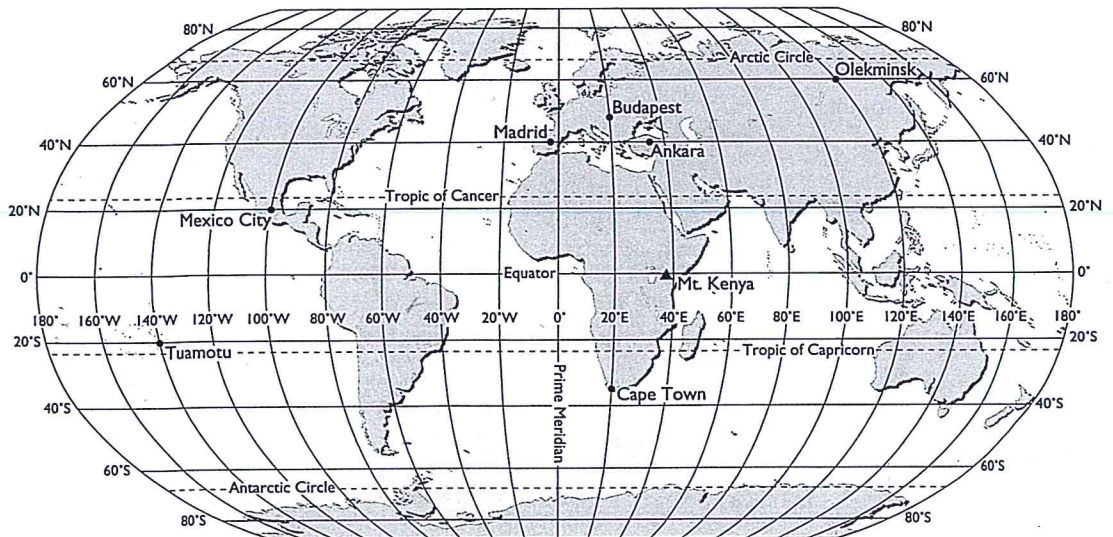 80°N
80°N
Arctic Circle
60°N
Olekminsk
60°N
Budapest
Madrid
40°N
Ankara
40°N
Tropic of Cancer
20°N
Mexico City
20°N
0°
Equator
Mt. Kenya
0°
180° 160°W 140°W 100°W 80°W 60°W 40°W 20°W 0° 20°E 40°E 60°E 80°E 100°E 120°E 140°E 160°E 180°
20°S
Tuamotu
Tropic of Capricorn
20°S
Prime Meridian
Cape Town
40°S
40°S
60°S
60°S
Antarctic Circle
80°S
80°S